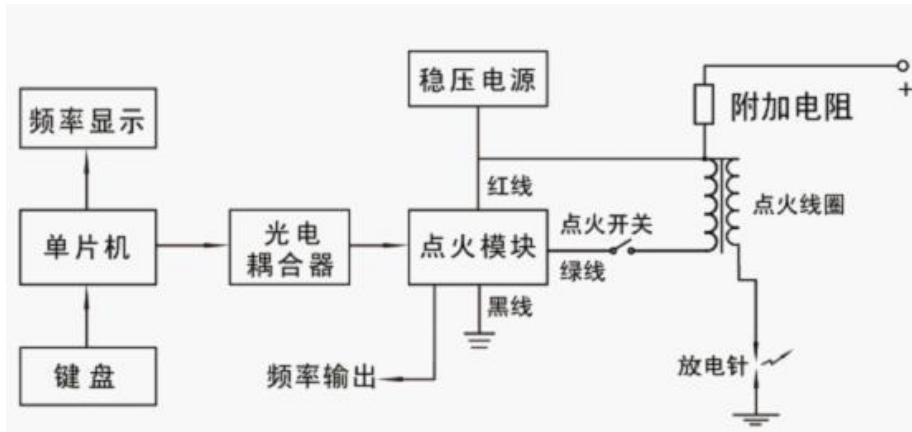 稳压电源
+
频率显示
附加电阻
红线
单片机
光电
耦合器
点火模块
点火开关
点火线圈
绿线
黑线
键盘
频率输出
放电针